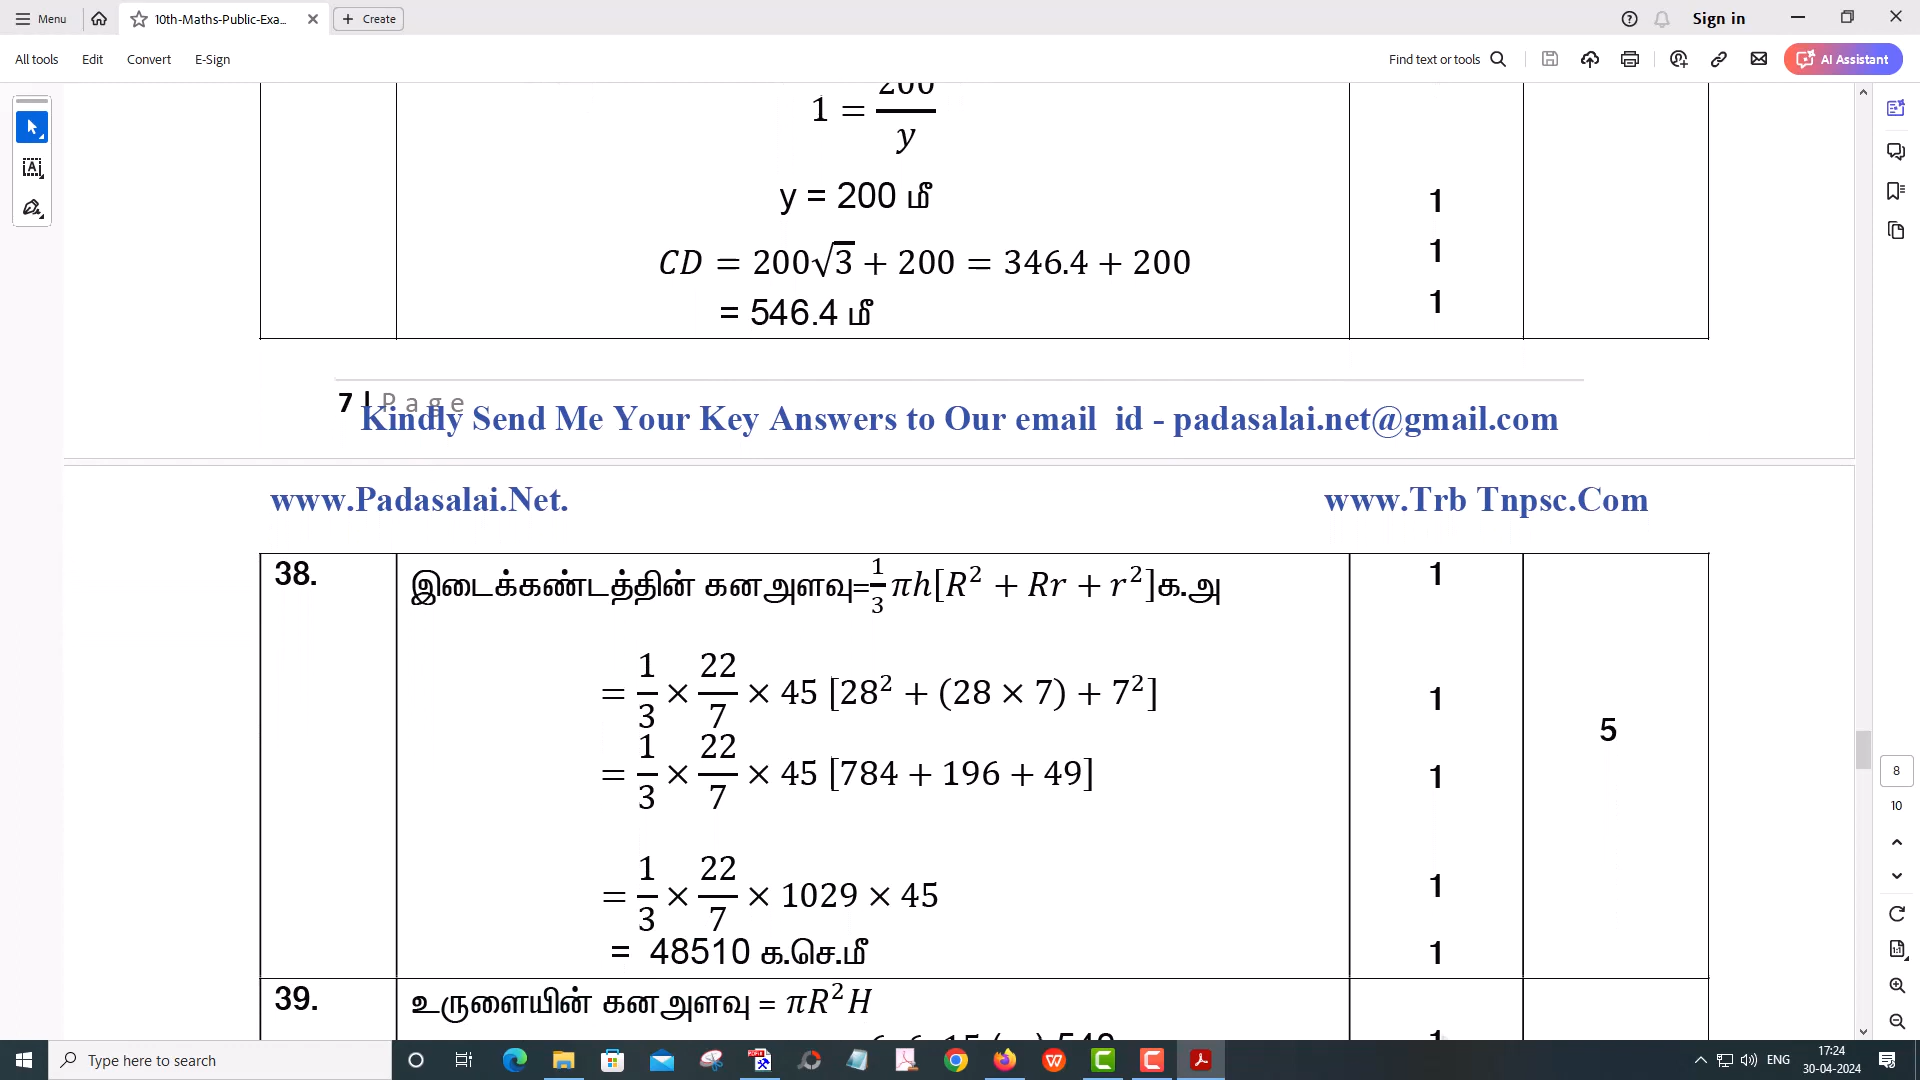 Menu
10th-Maths-Public-Exa...
Create
Sign in
All tools Edit Convert E-Sign
Find text or tools
AI Assistant
1 = 200/y
y = 200 மீ
1
CD = 200√3 + 200 = 346.4 + 200
1
= 546.4 மீ
1
7 | Page
Kindly Send Me Your Key Answers to Our email id - padasalai.net@gmail.com
www.Padasalai.Net.
www.Trb Tnpsc.Com
38.
இடைக்கண்டத்தின் கனஅளவு=1/3 πh[R² + Rr + r²]க.அ
1
= 1/3 × 22/7 × 45 [28² + (28 × 7) + 7²]
1
5
= 1/3 × 22/7 × 45 [784 + 196 + 49]
1
= 1/3 × 22/7 × 1029 × 45
1
= 48510 க.செ.மீ
1
39.
உருளையின் கனஅளவு = πR²H
8
10
Type here to search
ENG
17:24
30-04-2024